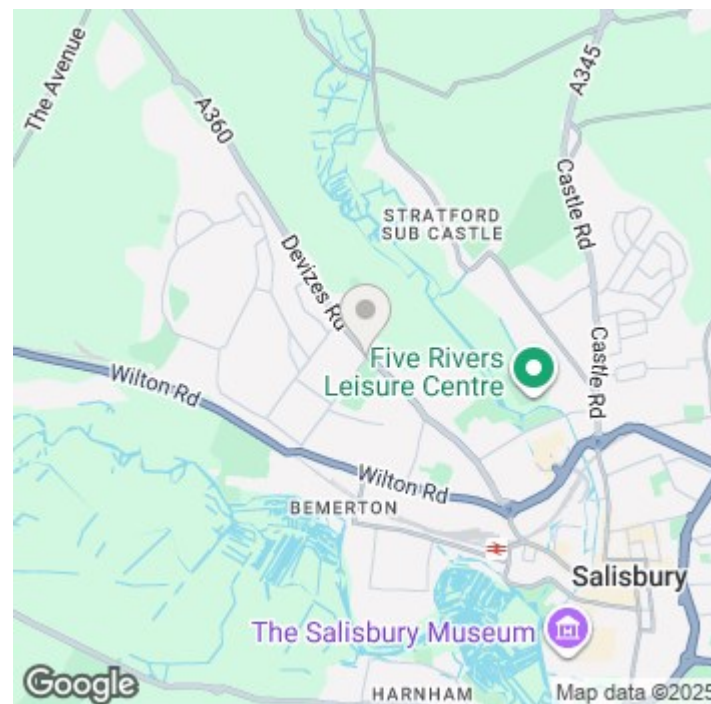 The Avenue
A360
A345
Castle Rd
STRATFORD
SUB CASTLE
Devizes Rd
Five Rivers
Leisure Centre
Castle Rd
Wilton Rd
Wilton Rd
BEMERTON
Salisbury
The Salisbury Museum
HARNHAM
Google
Map data ©2025